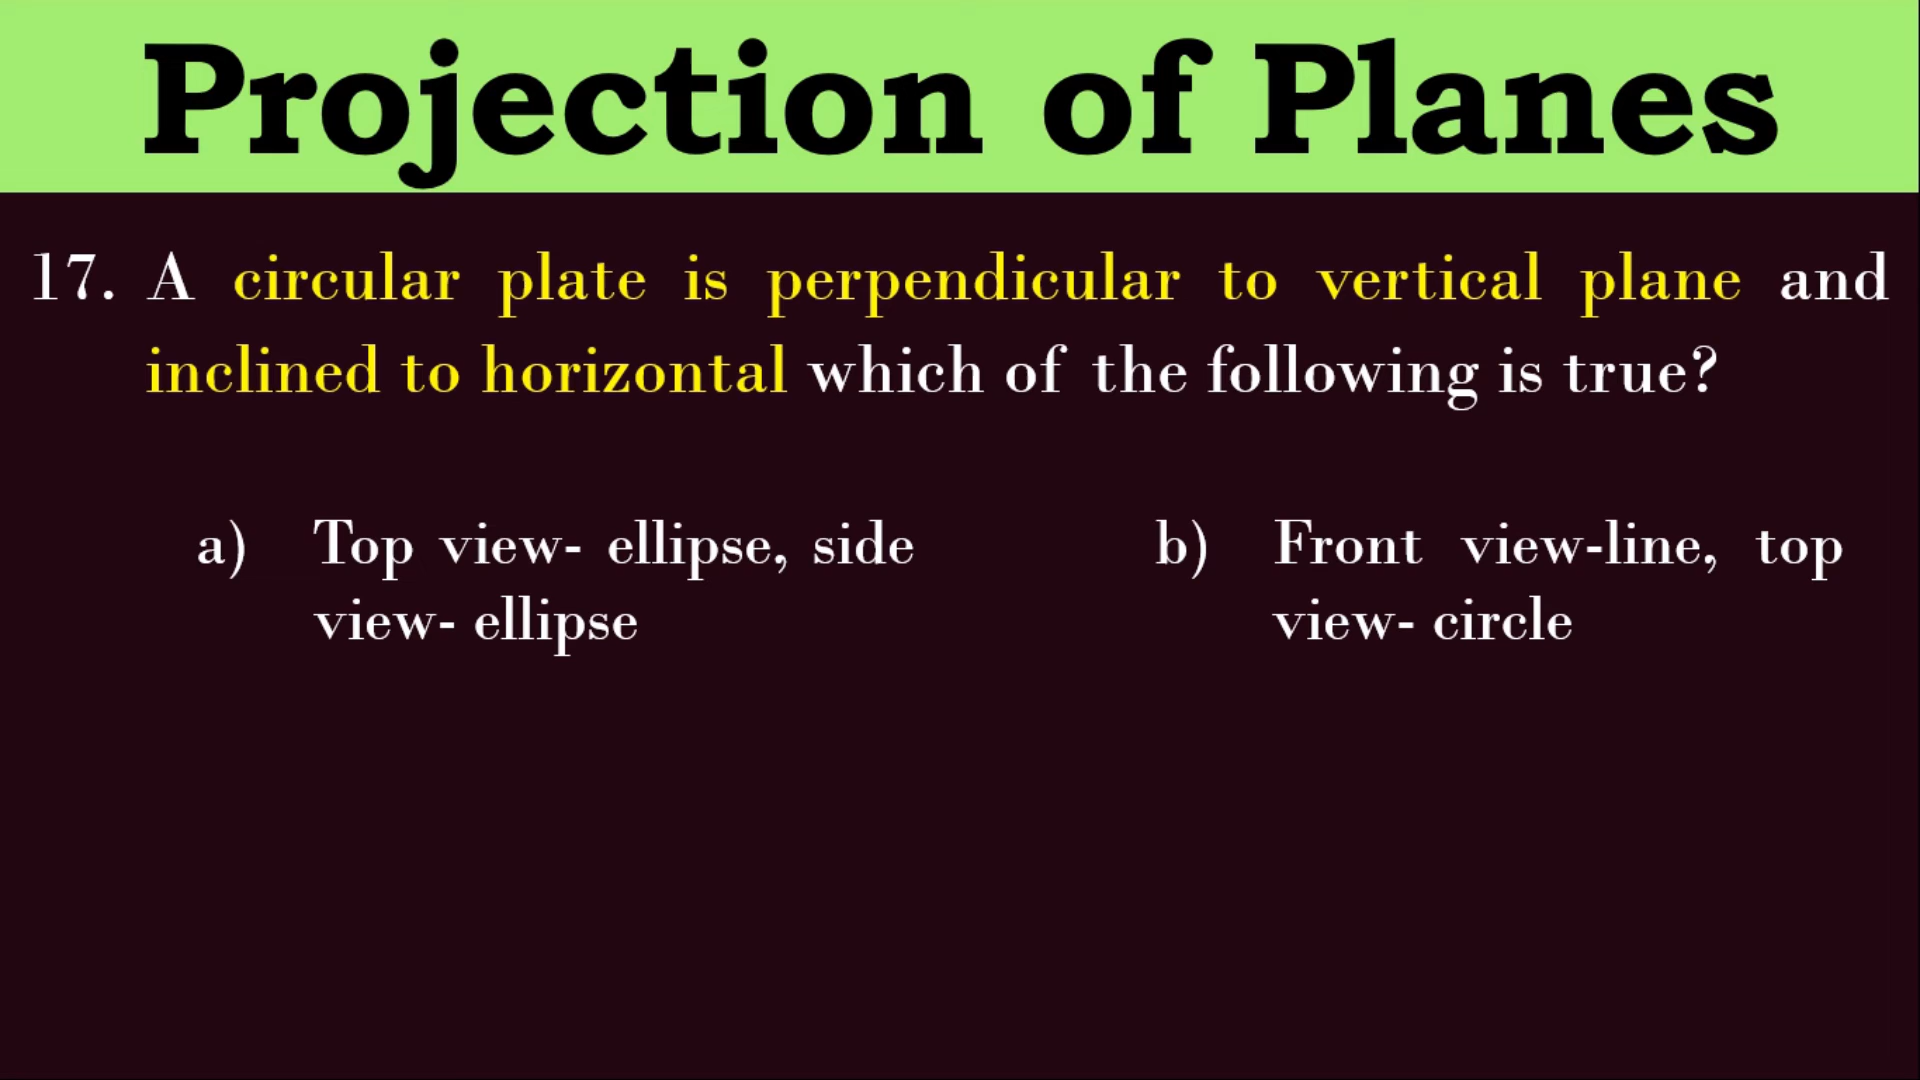 Projection of Planes
17. A circular plate is perpendicular to vertical plane and
inclined to horizontal which of the following is true?
a) Top view- ellipse, side
view- ellipse
b) Front view-line, top
view- circle